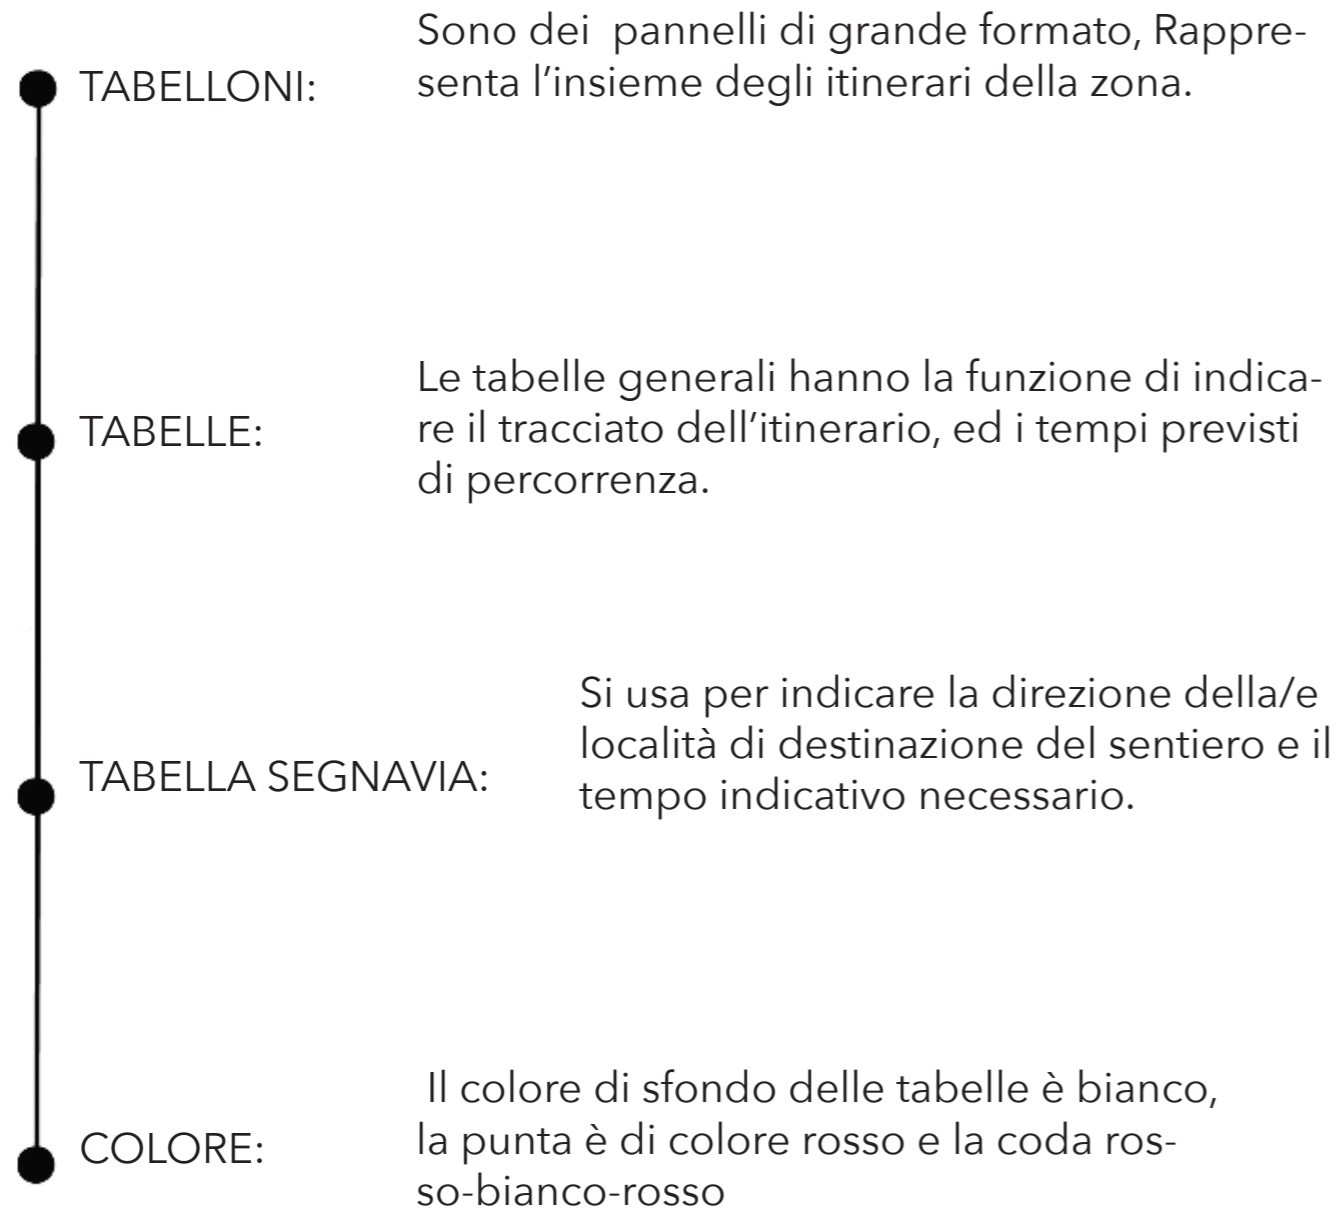 TABELLONI:
Sono dei  pannelli di grande formato, Rappre-
senta l’insieme degli itinerari della zona.
TABELLE:
Le tabelle generali hanno la funzione di indica-
re il tracciato dell’itinerario, ed i tempi previsti
di percorrenza.
TABELLA SEGNAVIA:
Si usa per indicare la direzione della/e
località di destinazione del sentiero e il
tempo indicativo necessario.
COLORE:
Il colore di sfondo delle tabelle è bianco,
la punta è di colore rosso e la coda ros-
so-bianco-rosso